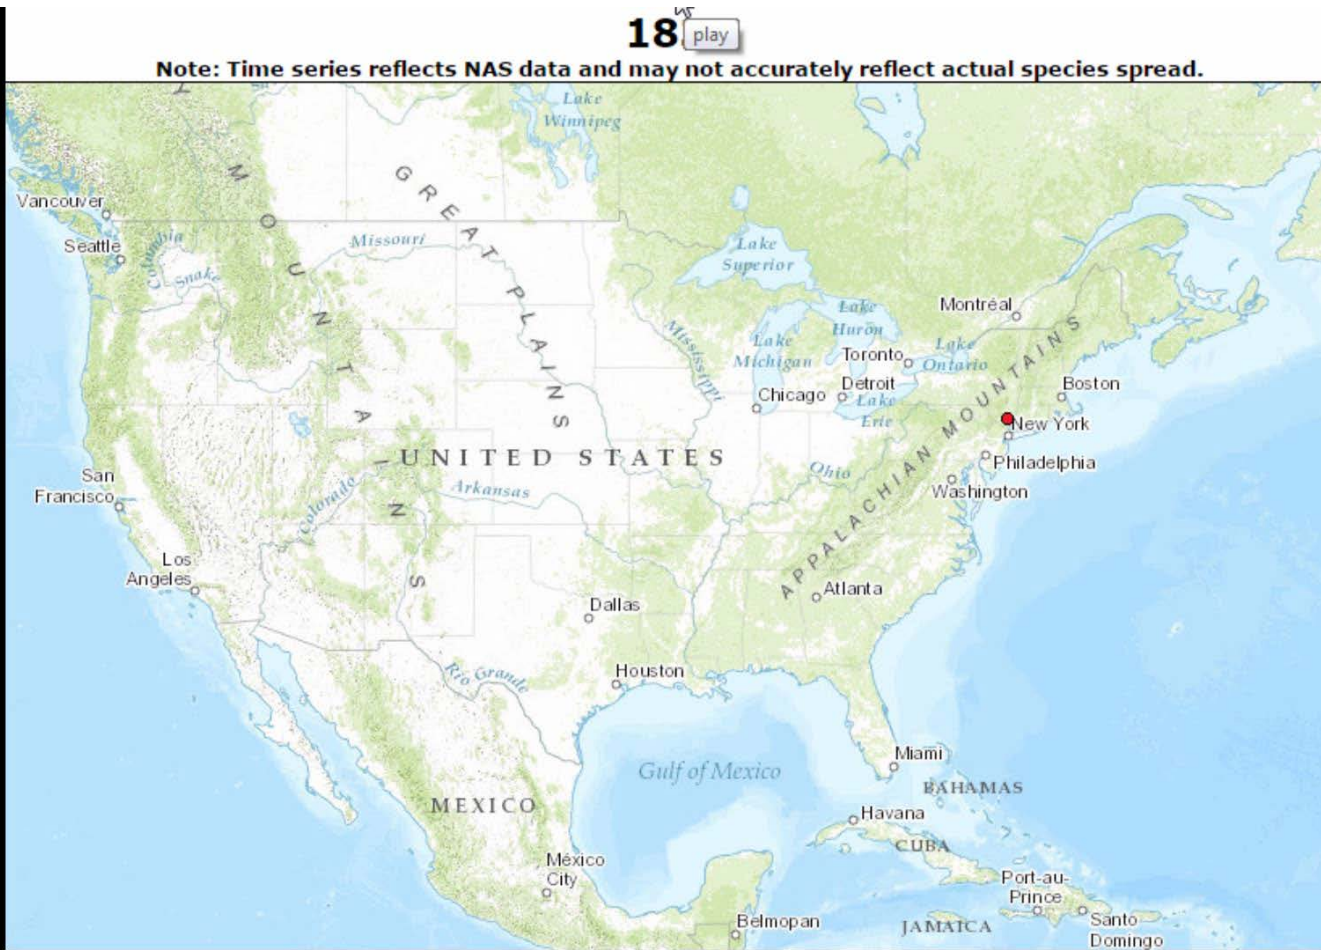 18
play
Note: Time series reflects NAS data and may not accurately reflect actual species spread.
Lake
Winnipeg
GREAT PLAINS
MOUNTAINS
Vancouver
Seattle
Columbia
Snake
Missouri
Lake
Superior
Montréal
Lake
Huron
Lake
Michigan
Toronto
Lake
Ontario
Mississippi
Chicago
Detroit
Lake
Erie
Boston
New York
APPALACHIAN MOUNTAINS
UNITED STATES
Ohio
Philadelphia
Washington
San
Francisco
Colorado
Arkansas
Los
Angeles
Atlanta
Dallas
Rio Grande
Houston
Miami
Gulf of Mexico
BAHAMAS
MEXICO
Havana
CUBA
México
City
Port-au-
Prince
Belmopan
JAMAICA
Santo
Domingo